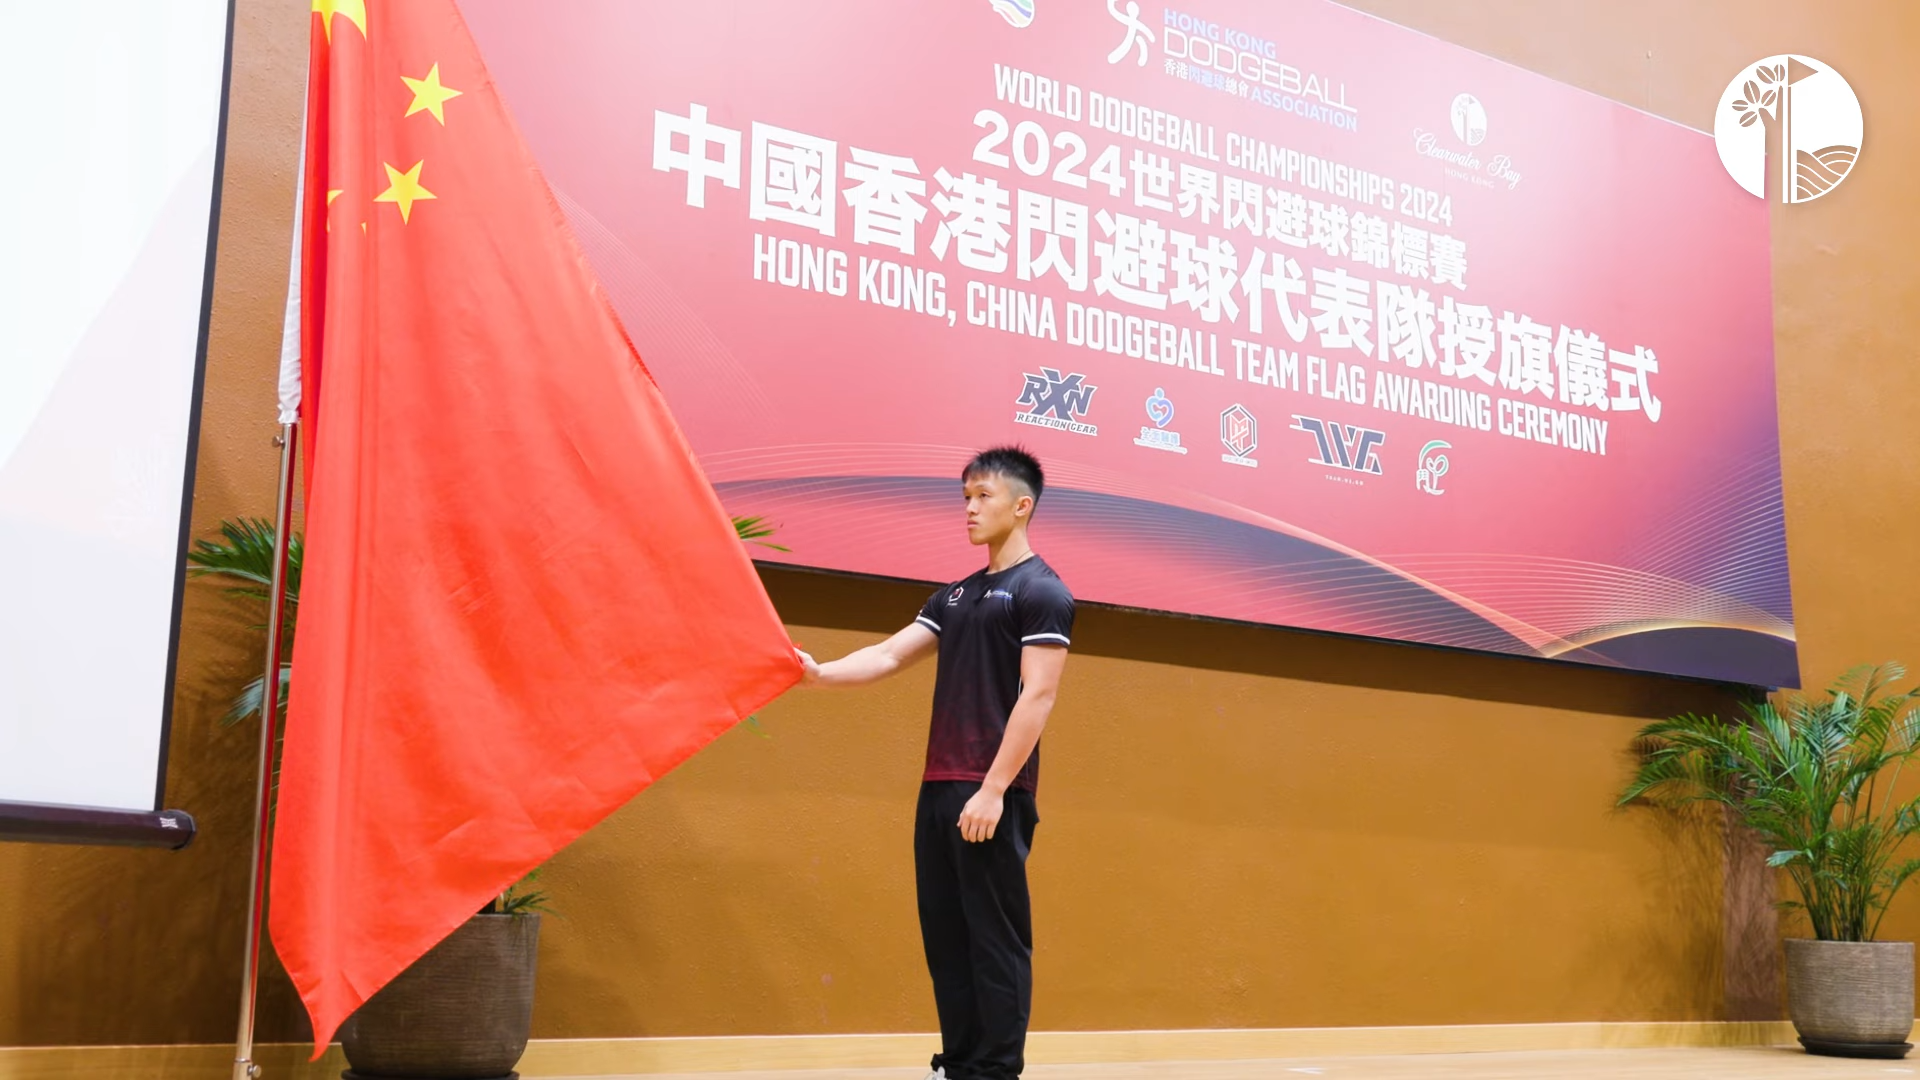 HONG KONG
DODGEBALL
香港閃避球總會 ASSOCIATION
Clearwater Bay
HONG KONG
WORLD DODGEBALL CHAMPIONSHIPS 2024
2024世界閃避球錦標賽
中國香港閃避球代表隊授旗儀式
HONG KONG, CHINA DODGEBALL TEAM FLAG AWARDING CEREMONY
RXN
REACTION GEAR